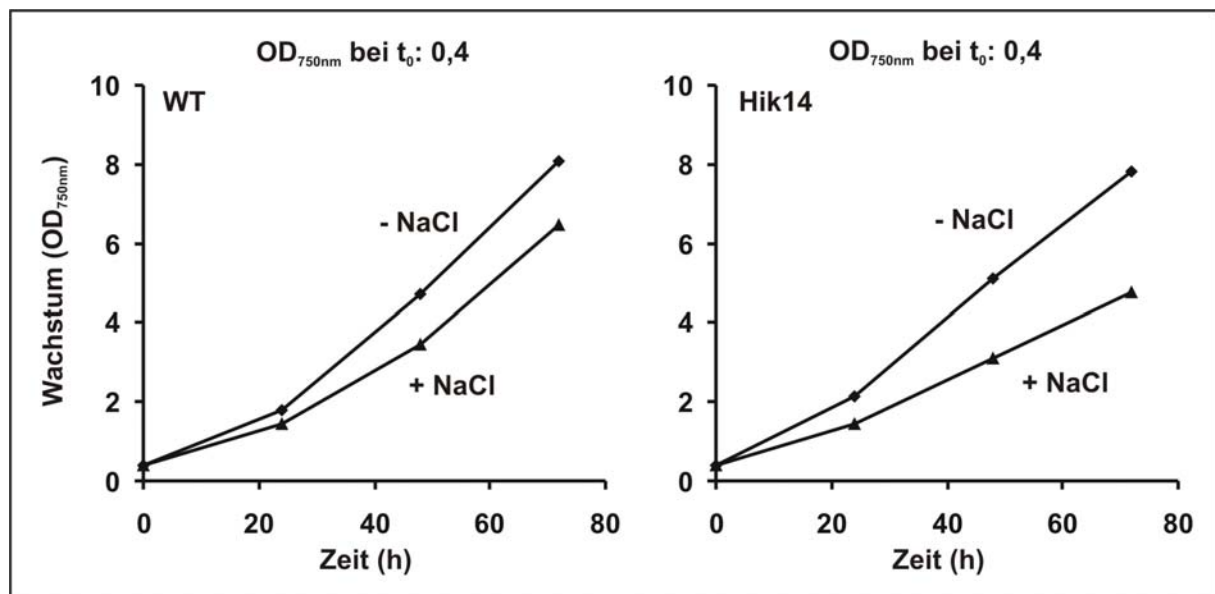 OD750nm bei t0: 0,4
WT
Wachstum (OD750nm)
10
8
6
4
2
0
- NaCl
+ NaCl
0 20 40 60 80
Zeit (h)
OD750nm bei t0: 0,4
Hik14
10
8
6
4
2
0
- NaCl
+ NaCl
0 20 40 60 80
Zeit (h)